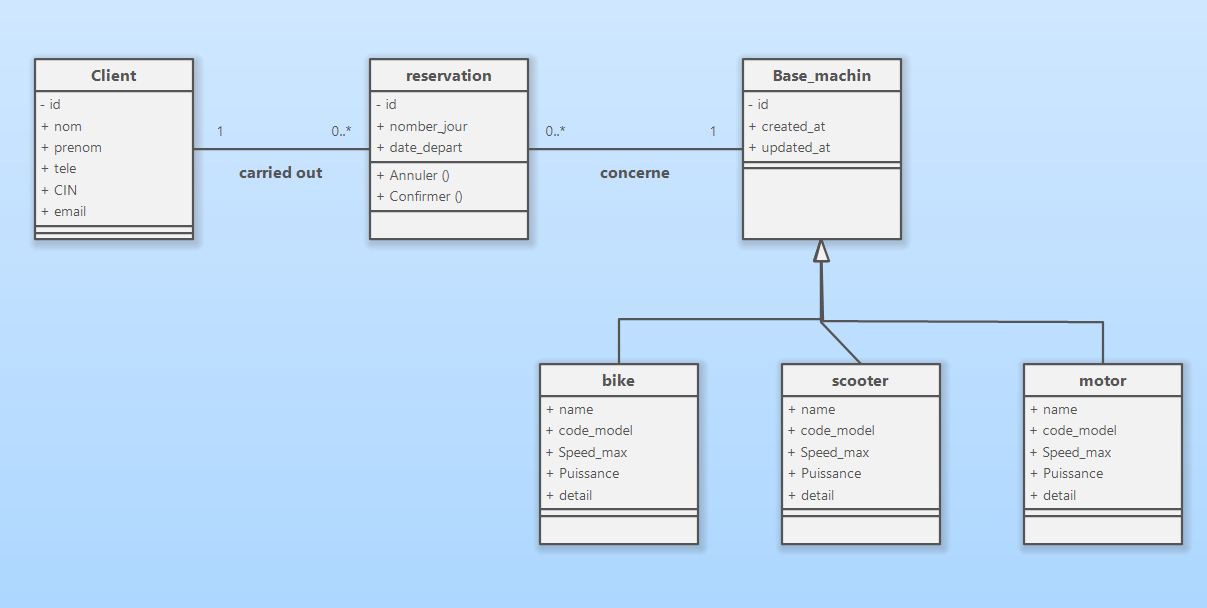 Client
- id
+ nom
+ prenom
+ tele
+ CIN
+ email
1
0..*
carried out
reservation
- id
+ nomber_jour
+ date_depart
+ Annuler ()
+ Confirmer ()
0..*
1
concerne
Base_machin
- id
+ created_at
+ updated_at
bike
+ name
+ code_model
+ Speed_max
+ Puissance
+ detail
scooter
+ name
+ code_model
+ Speed_max
+ Puissance
+ detail
motor
+ name
+ code_model
+ Speed_max
+ Puissance
+ detail